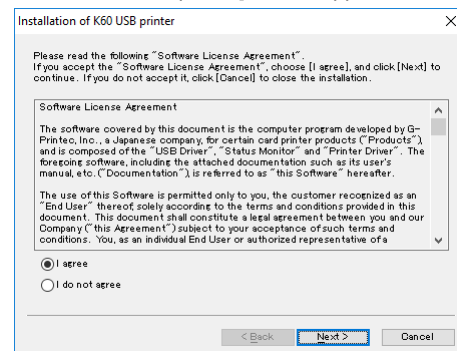 Installation of K60 USB printer
Please read the following "Software License Agreement".
If you accept the "Software License Agreement", choose [I agree], and click [Next] to
continue. If you do not accept it, click [Cancel] to close the installation.
Software License Agreement
The software covered by this document is the computer program developed by G-
Printec, Inc., a Japanese company, for certain card printer products ("Products"),
and is composed of the "USB Driver", "Status Monitor" and "Printer Driver". The
foregoing software, including the attached documentation such as its user's
manual, etc. ("Documentation"), is referred to as "this Software" hereafter.
The use of this Software is permitted only to you, the customer recognized as an
"End User" thereof, solely according to the terms and conditions provided in this
document. This document shall constitute a legal agreement between you and our
Company ("this Agreement") subject to your acceptance of such terms and
conditions. You, as an individual End User or authorized representative of a
I agree
I do not agree
< Back Next > Cancel